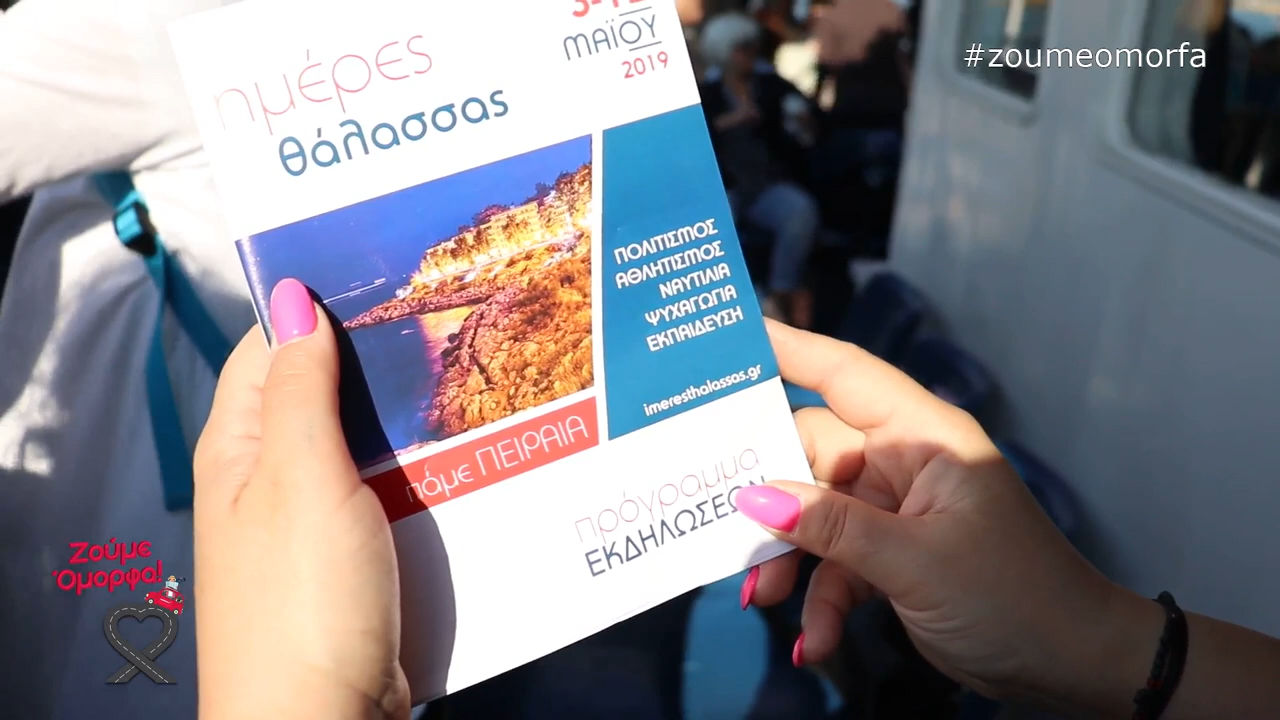 #zoumeomorfa
ΜΑΪΟΥ
2019
ημέρες
θάλασσας
ΠΟΛΙΤΙΣΜΟΣ
ΑΘΛΗΤΙΣΜΟΣ
ΝΑΥΤΙΛΙΑ
ΨΥΧΑΓΩΓΙΑ
ΕΚΠΑΙΔΕΥΣΗ
imeresthalassas.gr
πάμε ΠΕΙΡΑΙΑ
πρόγραμμα
ΕΚΔΗΛΩΣΕΩΝ
Ζούμε
Όμορφα!